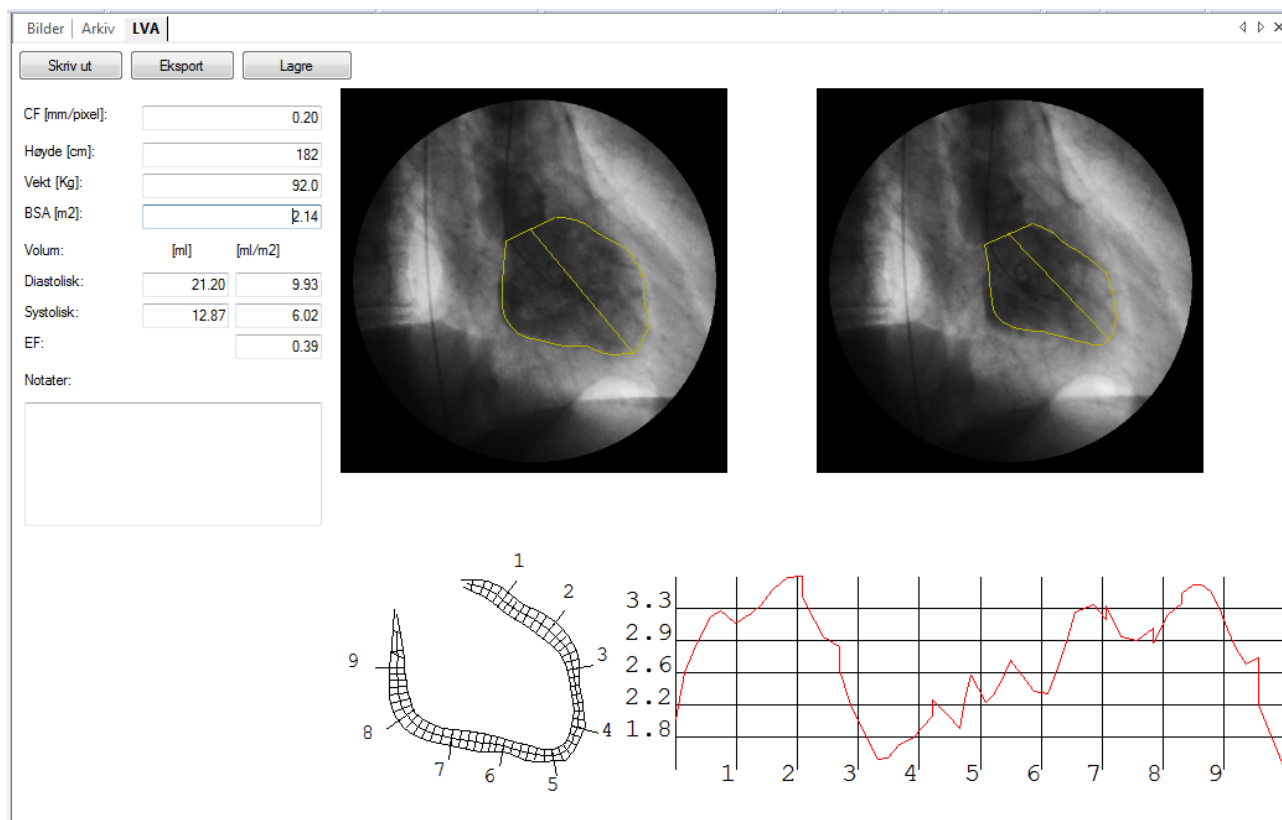 Bilder Arkiv LVA
Skriv ut Eksport Lagre
CF [mm/pixel]: 0.20
Høyde [cm]: 182
Vekt [Kg]: 92.0
BSA [m2]: 2.14
Volum: [ml] [ml/m2]
Diastolisk: 21.20 9.93
Systolisk: 12.87 6.02
EF: 0.39
Notater:
1
2
3
4
5
6
7
8
9
3.3
2.9
2.6
2.2
1.8
1 2 3 4 5 6 7 8 9